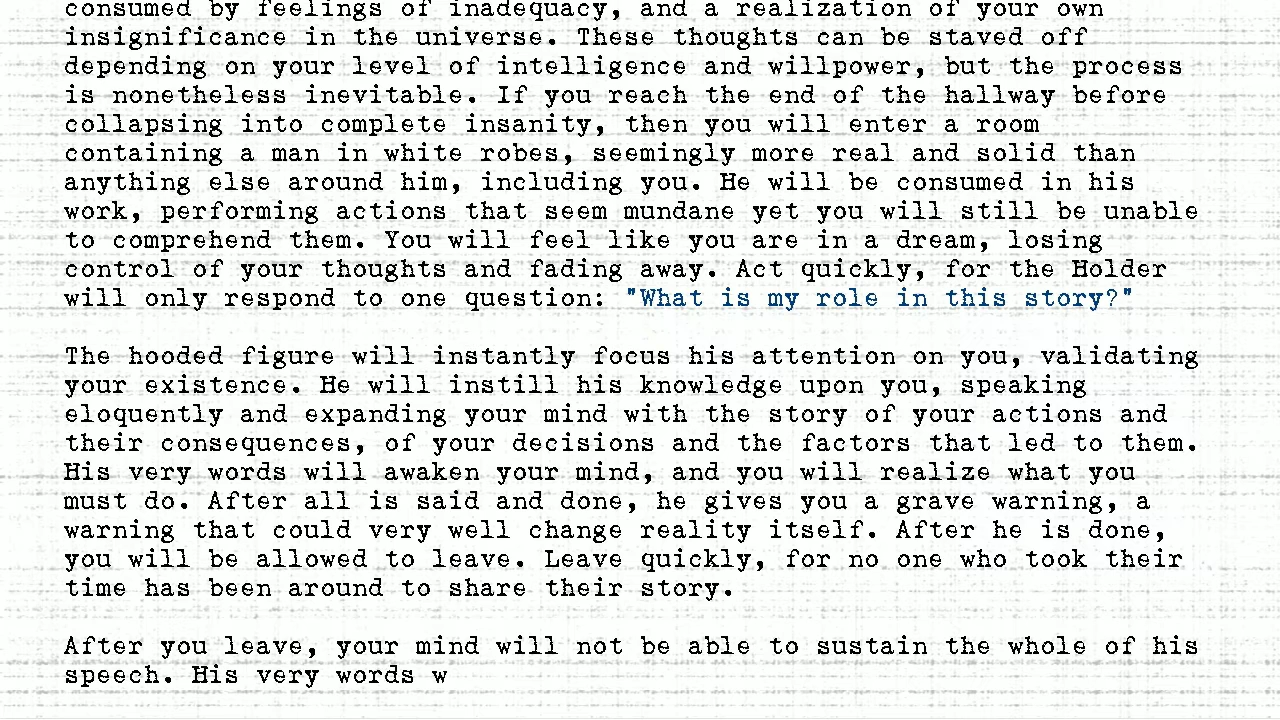 consumed by feelings of inadequacy, and a realization of your own
insignificance in the universe. These thoughts can be staved off
depending on your level of intelligence and willpower, but the process
is nonetheless inevitable. If you reach the end of the hallway before
collapsing into complete insanity, then you will enter a room
containing a man in white robes, seemingly more real and solid than
anything else around him, including you. He will be consumed in his
work, performing actions that seem mundane yet you will still be unable
to comprehend them. You will feel like you are in a dream, losing
control of your thoughts and fading away. Act quickly, for the Holder
will only respond to one question: "What is my role in this story?"
The hooded figure will instantly focus his attention on you, validating
your existence. He will instill his knowledge upon you, speaking
eloquently and expanding your mind with the story of your actions and
their consequences, of your decisions and the factors that led to them.
His very words will awaken your mind, and you will realize what you
must do. After all is said and done, he gives you a grave warning, a
warning that could very well change reality itself. After he is done,
you will be allowed to leave. Leave quickly, for no one who took their
time has been around to share their story.
After you leave, your mind will not be able to sustain the whole of his
speech. His very words w